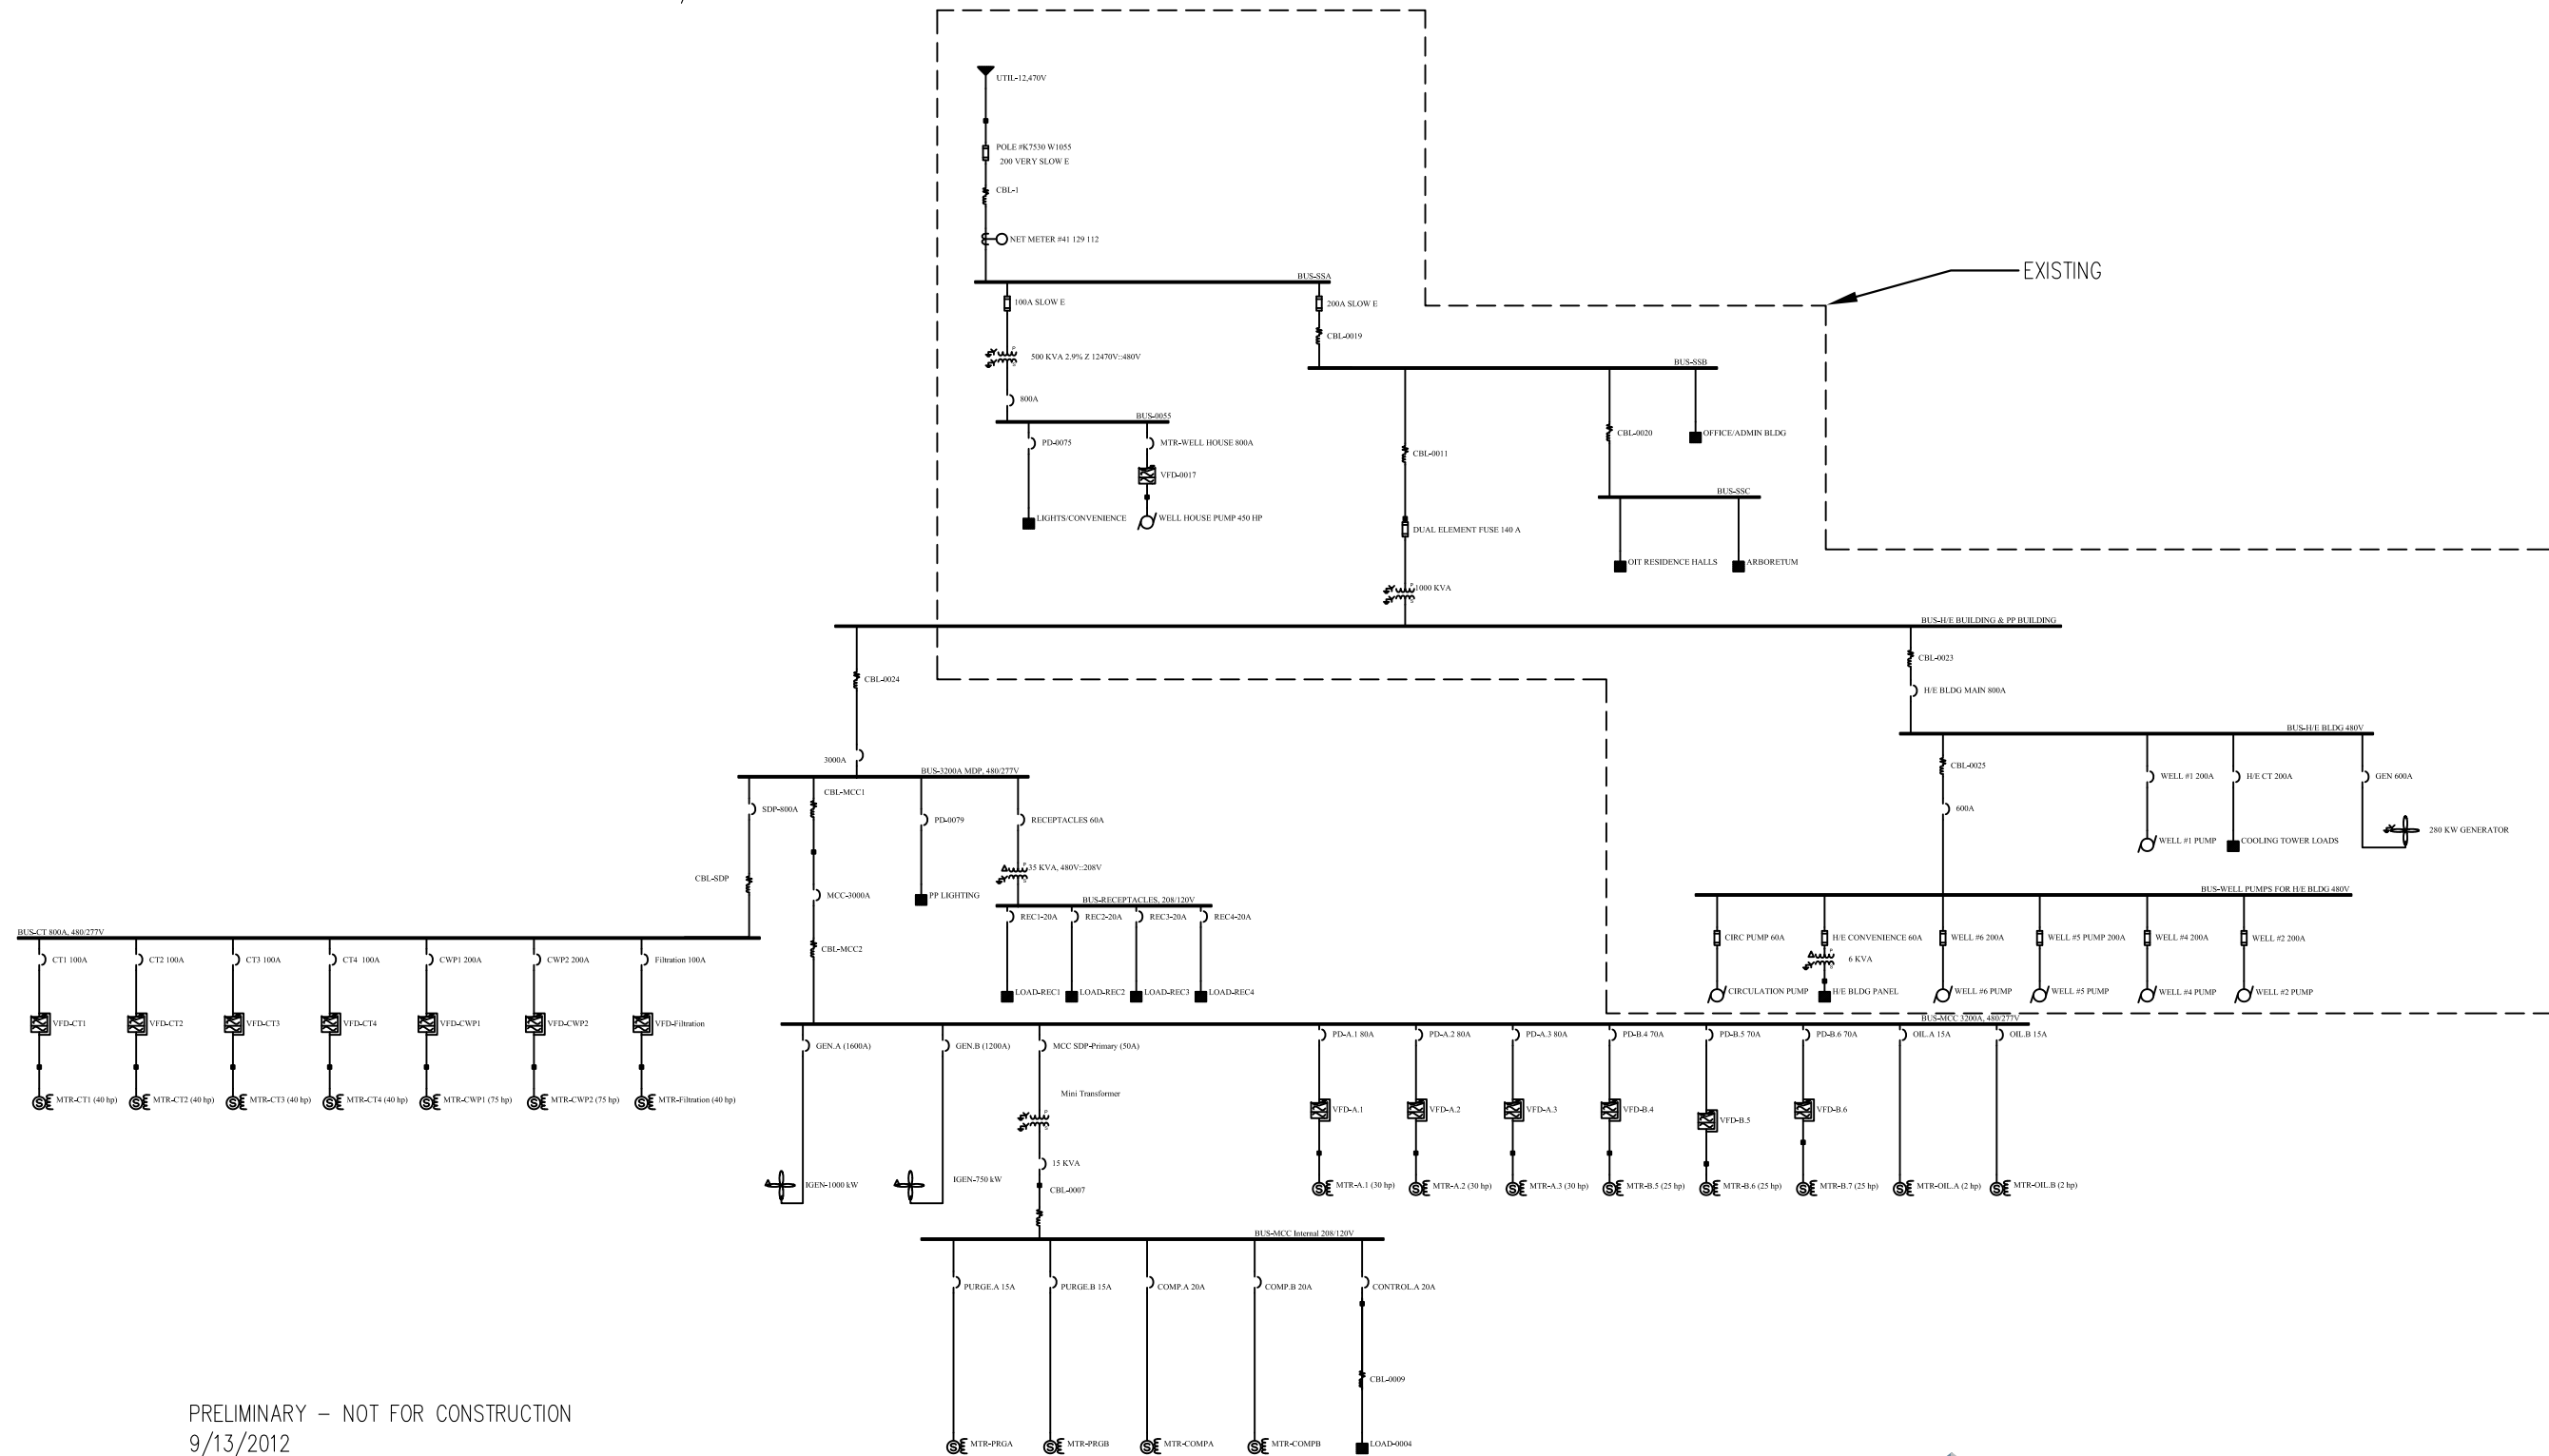 UTIL-12,470V
POLE #K7530 W1055
200 VERY SLOW E
CBL-1
NET METER #41 129 112
BUS-SSA
EXISTING
100A SLOW E
200A SLOW E
CBL-0019
500 KVA 2.9% Z 12470V::480V
BUS-SSB
800A
BUS-0055
PD-0075
MTR-WELL HOUSE 800A
CBL-0011
CBL-0020
OFFICE/ADMIN BLDG
VFD-0017
BUS-SSC
LIGHTS/CONVENIENCE
WELL HOUSE PUMP 450 HP
DUAL ELEMENT FUSE 140 A
OIT RESIDENCE HALLS
ARBORETUM
1000 KVA
BUS-H/E BUILDING & PP BUILDING
CBL-0024
CBL-0023
H/E BLDG MAIN 800A
BUS-H/E BLDG 480V
3000A
BUS-3200A MDP, 480/277V
CBL-0025
WELL #1 200A
H/E CT 200A
GEN 600A
SDP-800A
CBL-MCC1
PD-0079
RECEPTACLES 60A
600A
WELL #1 PUMP
COOLING TOWER LOADS
280 KW GENERATOR
CBL-SDP
MCC-3000A
PP LIGHTING
35 KVA, 480V::208V
BUS-WELL PUMPS FOR H/E BLDG 480V
BUS-RECEPTACLES, 208/120V
REC1-20A
REC2-20A
REC3-20A
REC4-20A
BUS-CT 800A, 480/277V
CBL-MCC2
CIRC PUMP 60A
H/E CONVENIENCE 60A
WELL #6 200A
WELL #5 PUMP 200A
WELL #4 200A
WELL #2 200A
CT1 100A
CT2 100A
CT3 100A
CT4 100A
CWP1 200A
CWP2 200A
Filtration 100A
6 KVA
LOAD-REC1
LOAD-REC2
LOAD-REC3
LOAD-REC4
CIRCULATION PUMP
H/E BLDG PANEL
WELL #6 PUMP
WELL #5 PUMP
WELL #4 PUMP
WELL #2 PUMP
VFD-CT1
VFD-CT2
VFD-CT3
VFD-CT4
VFD-CWP1
VFD-CWP2
VFD-Filtration
BUS-MCC 3200A, 480/277V
GEN.A (1600A)
GEN.B (1200A)
MCC SDP-Primary (50A)
PD-A.1 80A
PD-A.2 80A
PD-A.3 80A
PD-B.4 70A
PD-B.5 70A
PD-B.6 70A
OIL.A 15A
OIL.B 15A
MTR-CT1 (40 hp)
MTR-CT2 (40 hp)
MTR-CT3 (40 hp)
MTR-CT4 (40 hp)
MTR-CWP1 (75 hp)
MTR-CWP2 (75 hp)
MTR-Filtration (40 hp)
Mini Transformer
VFD-A.1
VFD-A.2
VFD-A.3
VFD-B.4
VFD-B.5
VFD-B.6
15 KVA
IGEN-1000 kW
IGEN-750 kW
CBL-0007
MTR-A.1 (30 hp)
MTR-A.2 (30 hp)
MTR-A.3 (30 hp)
MTR-B.5 (25 hp)
MTR-B.6 (25 hp)
MTR-B.7 (25 hp)
MTR-OIL.A (2 hp)
MTR-OIL.B (2 hp)
BUS-MCC Internal 208/120V
PURGE.A 15A
PURGE.B 15A
COMP.A 20A
COMP.B 20A
CONTROL.A 20A
CBL-0009
MTR-PRGA
MTR-PRGB
MTR-COMPA
MTR-COMPB
LOAD-0004
PRELIMINARY - NOT FOR CONSTRUCTION
9/13/2012